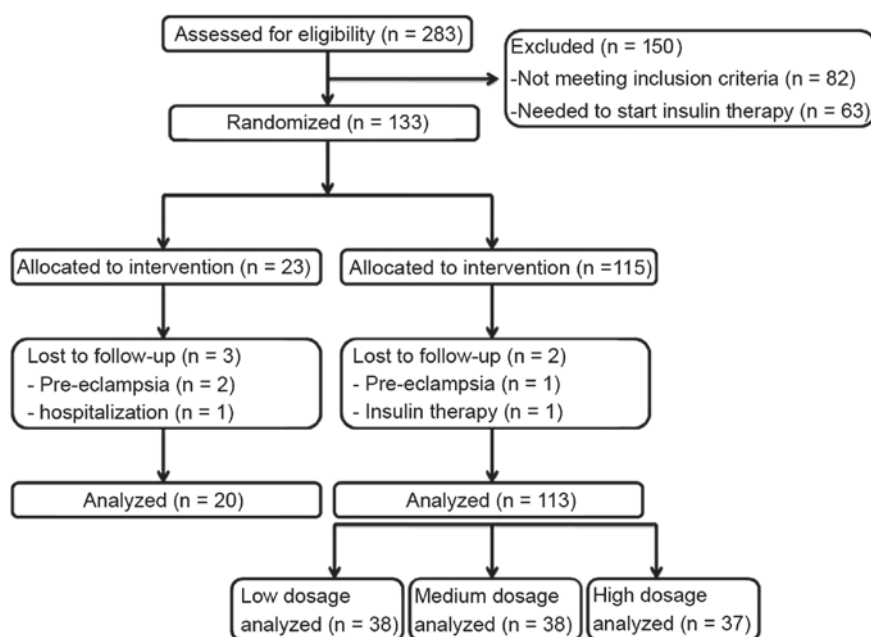 Assessed for eligibility (n = 283)
Excluded (n = 150)
-Not meeting inclusion criteria (n = 82)
-Needed to start insulin therapy (n = 63)
Randomized (n = 133)
Allocated to intervention (n = 23)
Allocated to intervention (n =115)
Lost to follow-up (n = 3)
- Pre-eclampsia (n = 2)
- hospitalization (n = 1)
Lost to follow-up (n = 2)
- Pre-eclampsia (n = 1)
- Insulin therapy (n = 1)
Analyzed (n = 20)
Analyzed (n = 113)
Low dosage
analyzed (n = 38)
Medium dosage
analyzed (n = 38)
High dosage
analyzed (n = 37)